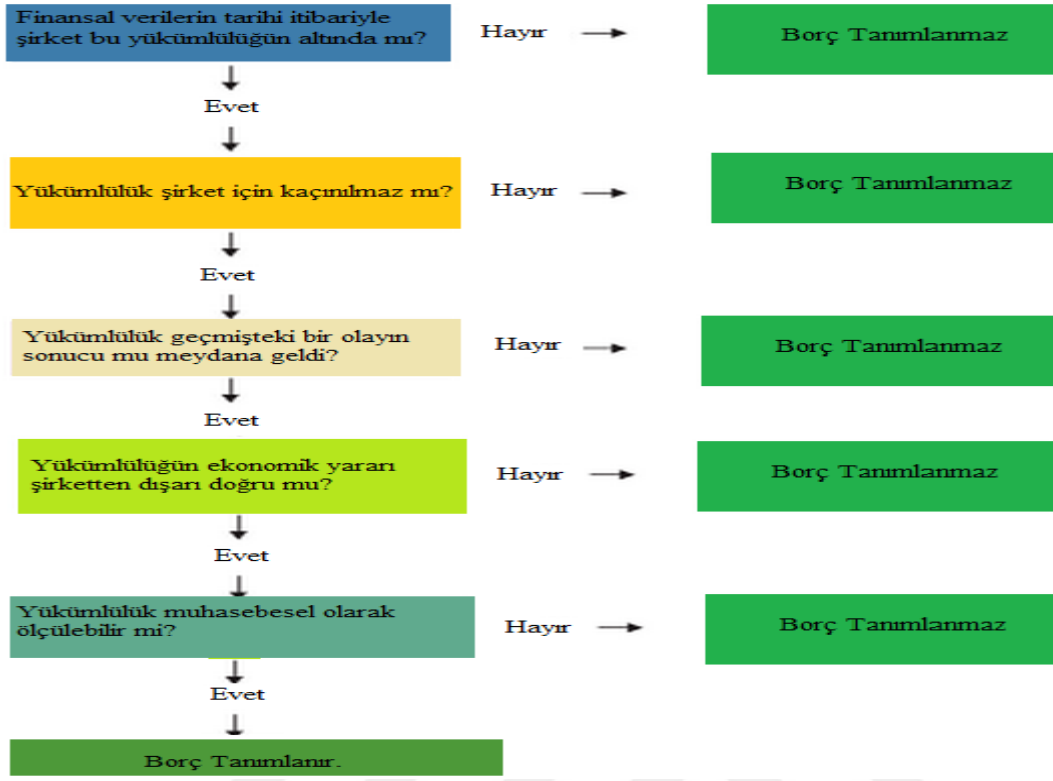 Finansal verilerin tarihi itibariyle
şirket bu yükümlülüğün altında mı?
Hayır
Borç Tanımlanmaz
Evet
Yükümlülük şirket için kaçınılmaz mı?
Hayır
Borç Tanımlanmaz
Evet
Yükümlülük geçmişteki bir olayın
sonucu mu meydana geldi?
Hayır
Borç Tanımlanmaz
Evet
Yükümlülüğün ekonomik yararı
şirketten dışarı doğru mu?
Hayır
Borç Tanımlanmaz
Evet
Yükümlülük muhasebesel olarak
ölçülebilir mi?
Hayır
Borç Tanımlanmaz
Evet
Borç Tanımlanır.